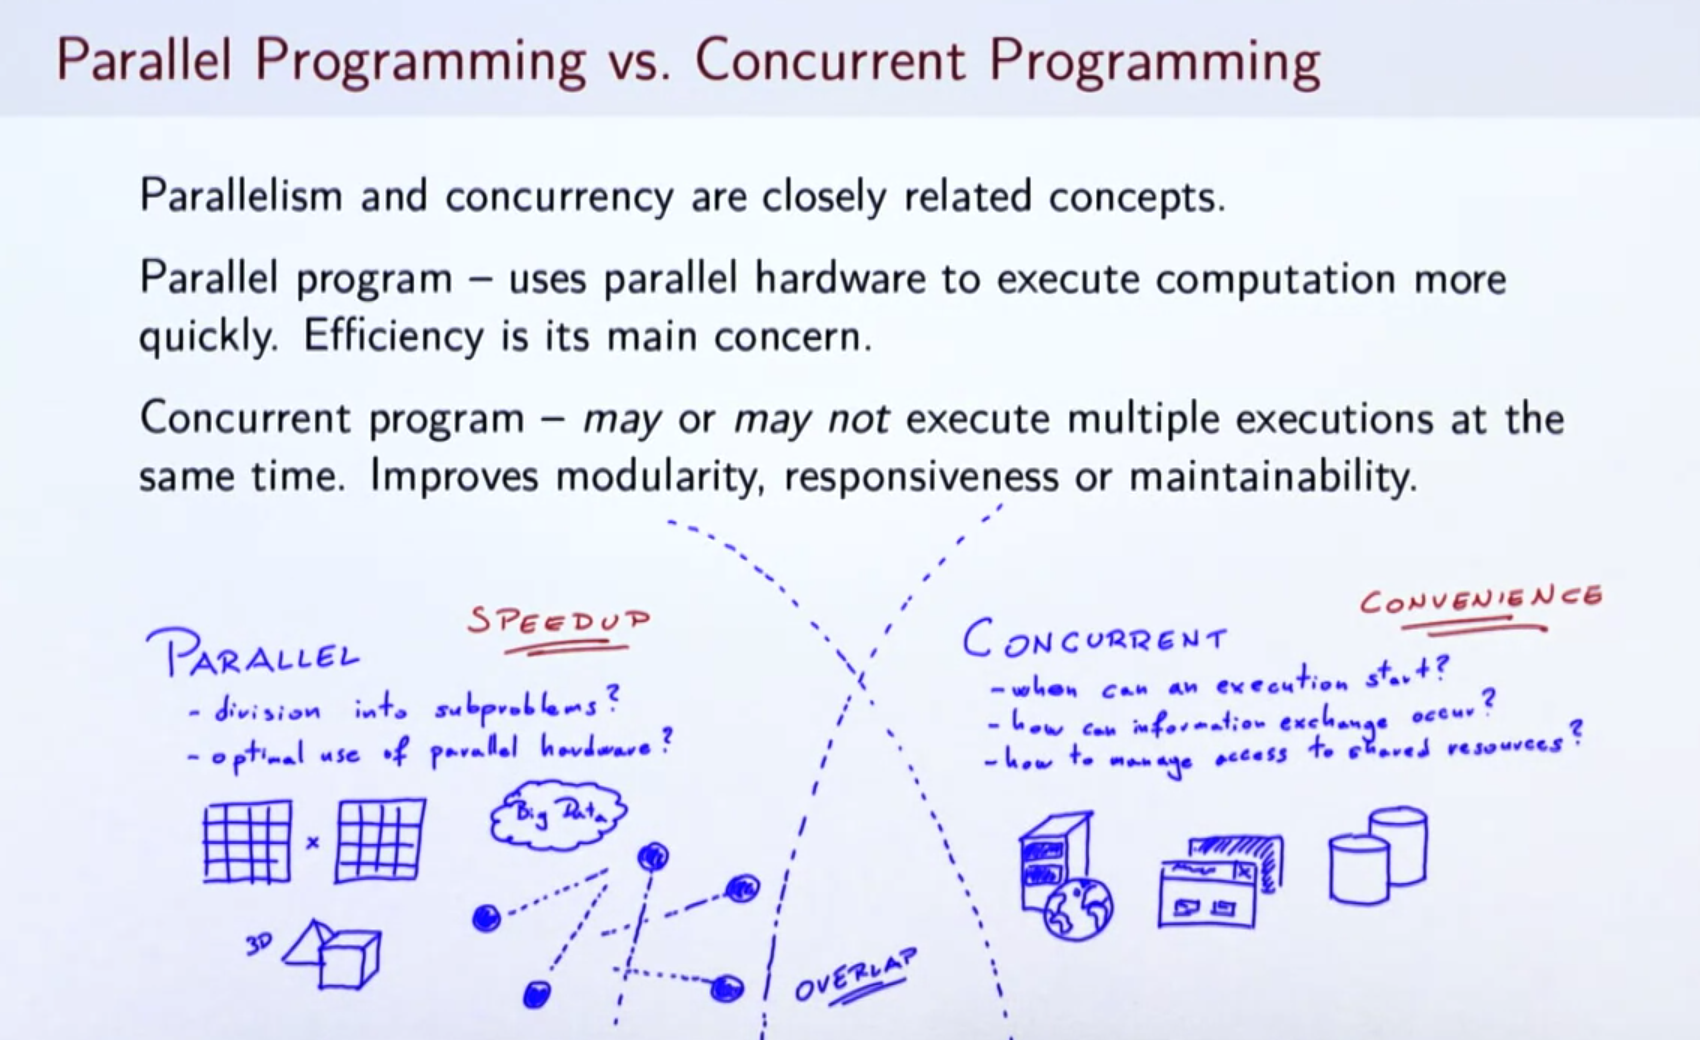 Parallel Programming vs. Concurrent Programming
Parallelism and concurrency are closely related concepts.
Parallel program – uses parallel hardware to execute computation more
quickly. Efficiency is its main concern.
Concurrent program – may or may not execute multiple executions at the
same time. Improves modularity, responsiveness or maintainability.
PARALLEL
SPEEDUP
- division into subproblems?
- optimal use of parallel hardware?
x
Big Data
3D
OVERLAP
CONCURRENT
CONVENIENCE
- when can an execution start?
- how can information exchange occur?
- how to manage access to shared resources?
x